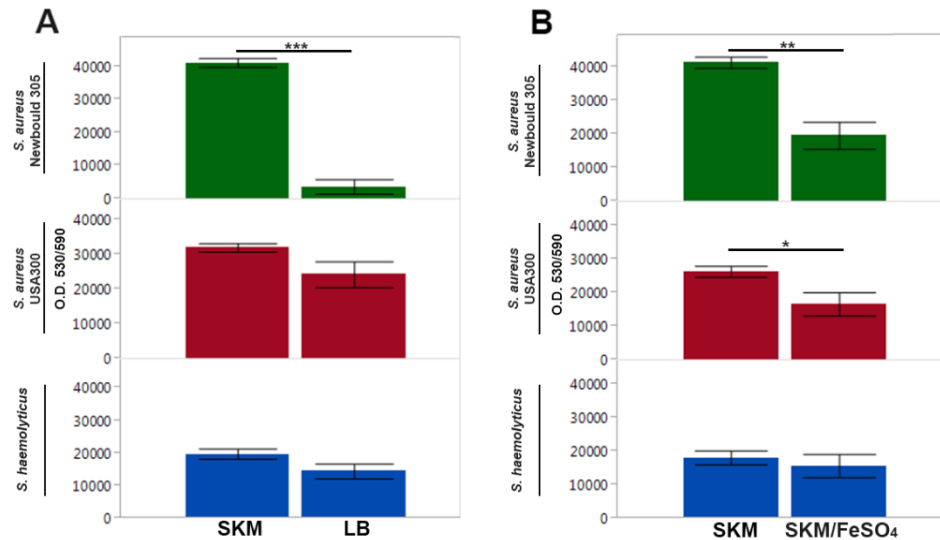 A
B
***
**
S. aureus
Newbould 305
40000
30000
20000
10000
0
S. aureus
Newbould 305
40000
30000
20000
10000
0
S. aureus
USA300
O.D. 530/590
40000
30000
20000
10000
0
*
S. aureus
USA300
O.D. 530/590
40000
30000
20000
10000
0
S. haemolyticus
40000
30000
20000
10000
0
S. haemolyticus
40000
30000
20000
10000
0
SKM LB
SKM SKM/FeSO₄